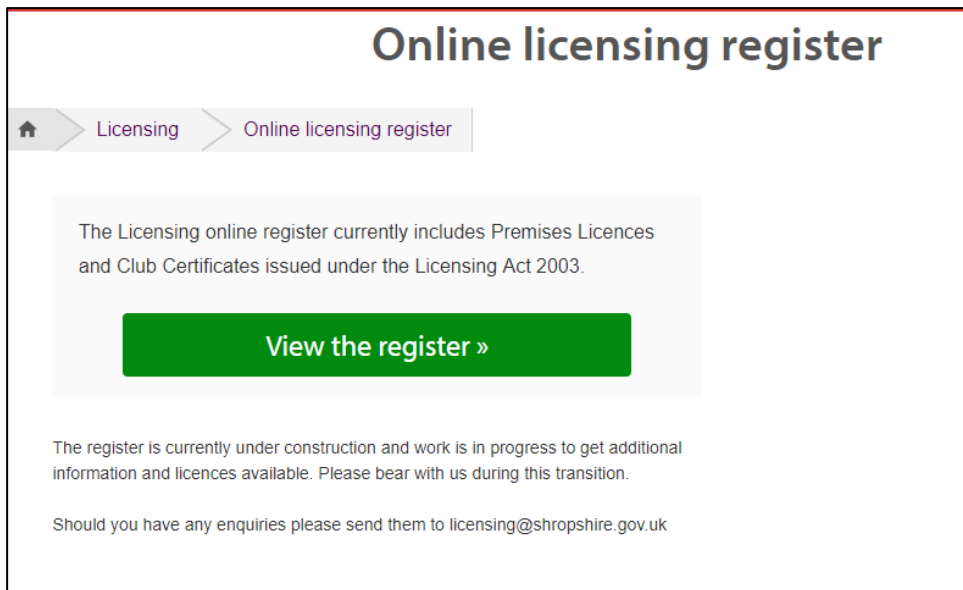 Online licensing register
Licensing
Online licensing register
The Licensing online register currently includes Premises Licences
and Club Certificates issued under the Licensing Act 2003.
View the register »
The register is currently under construction and work is in progress to get additional
information and licences available. Please bear with us during this transition.
Should you have any enquiries please send them to licensing@shropshire.gov.uk